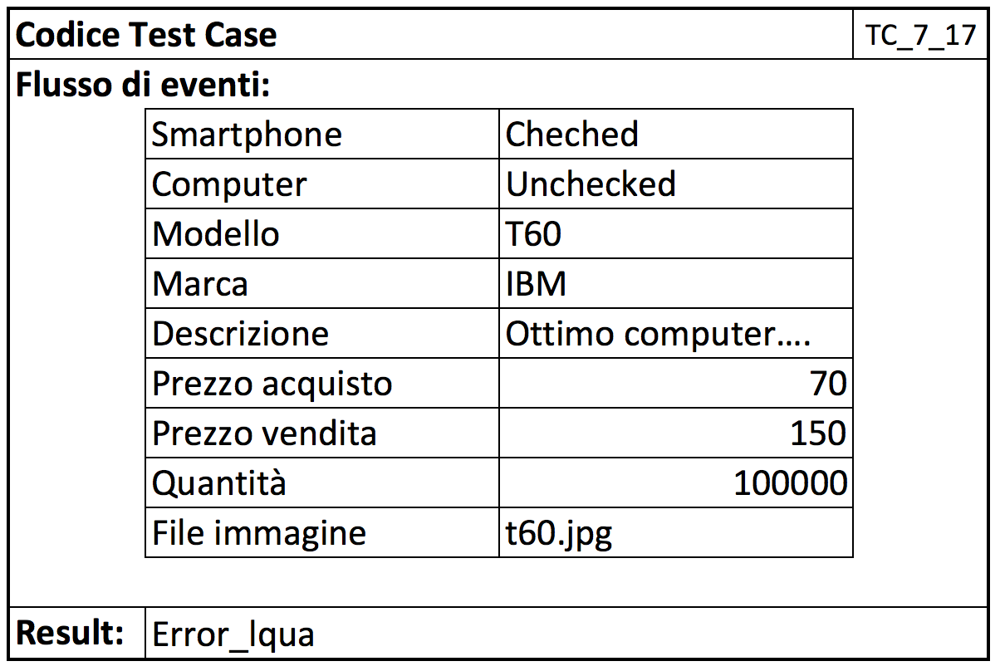 Codice Test Case TC_7_17
Flusso di eventi:
Smartphone Cheched
Computer Unchecked
Modello T60
Marca IBM
Descrizione Ottimo computer….
Prezzo acquisto 70
Prezzo vendita 150
Quantità 100000
File immagine t60.jpg
Result: Error_lqua